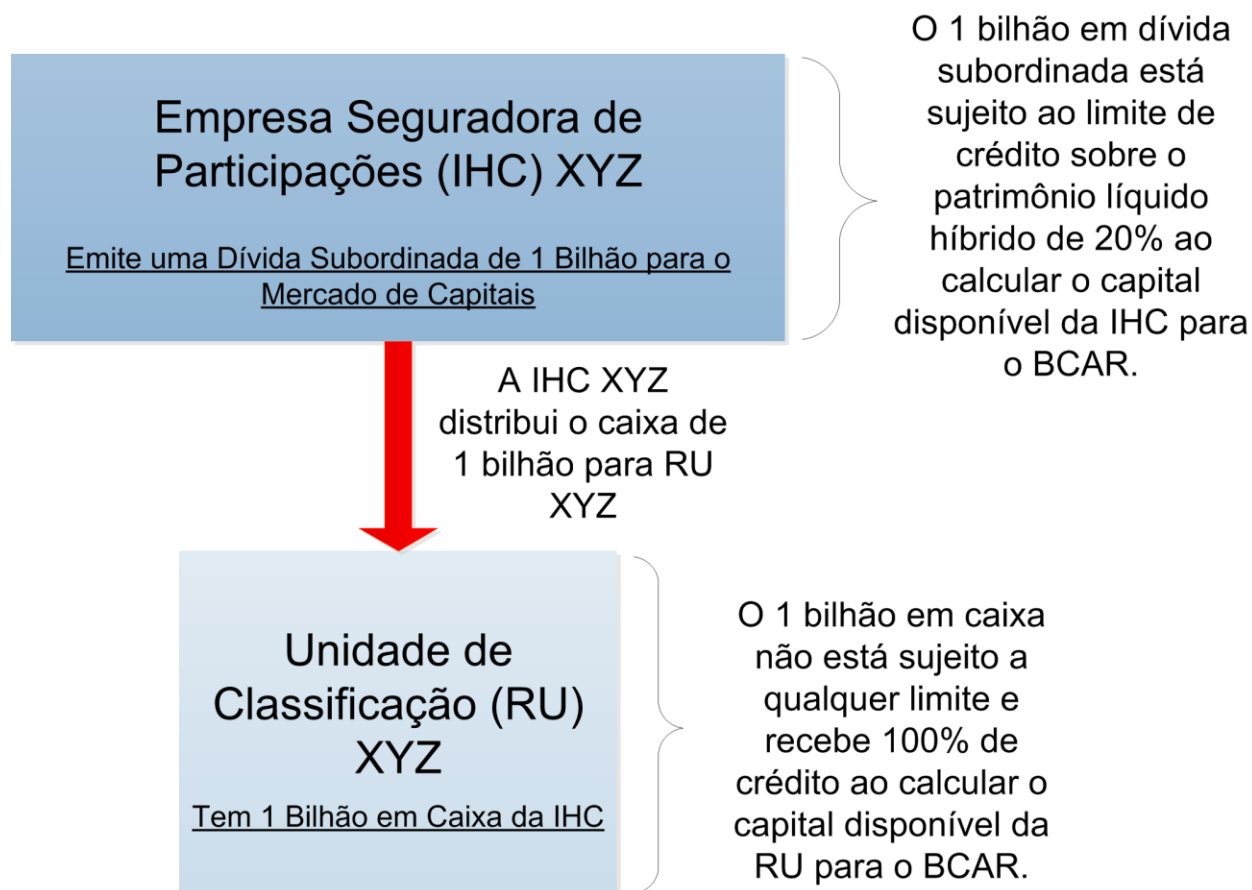 Empresa Seguradora de
Participações (IHC) XYZ
Emite uma Dívida Subordinada de 1 Bilhão para o
Mercado de Capitais
O 1 bilhão em dívida
subordinada está
sujeito ao limite de
crédito sobre o
patrimônio líquido
híbrido de 20% ao
calcular o capital
disponível da IHC para
o BCAR.
A IHC XYZ
distribui o caixa de
1 bilhão para RU
XYZ
Unidade de
Classificação (RU)
XYZ
Tem 1 Bilhão em Caixa da IHC
O 1 bilhão em caixa
não está sujeito a
qualquer limite e
recebe 100% de
crédito ao calcular o
capital disponível da
RU para o BCAR.